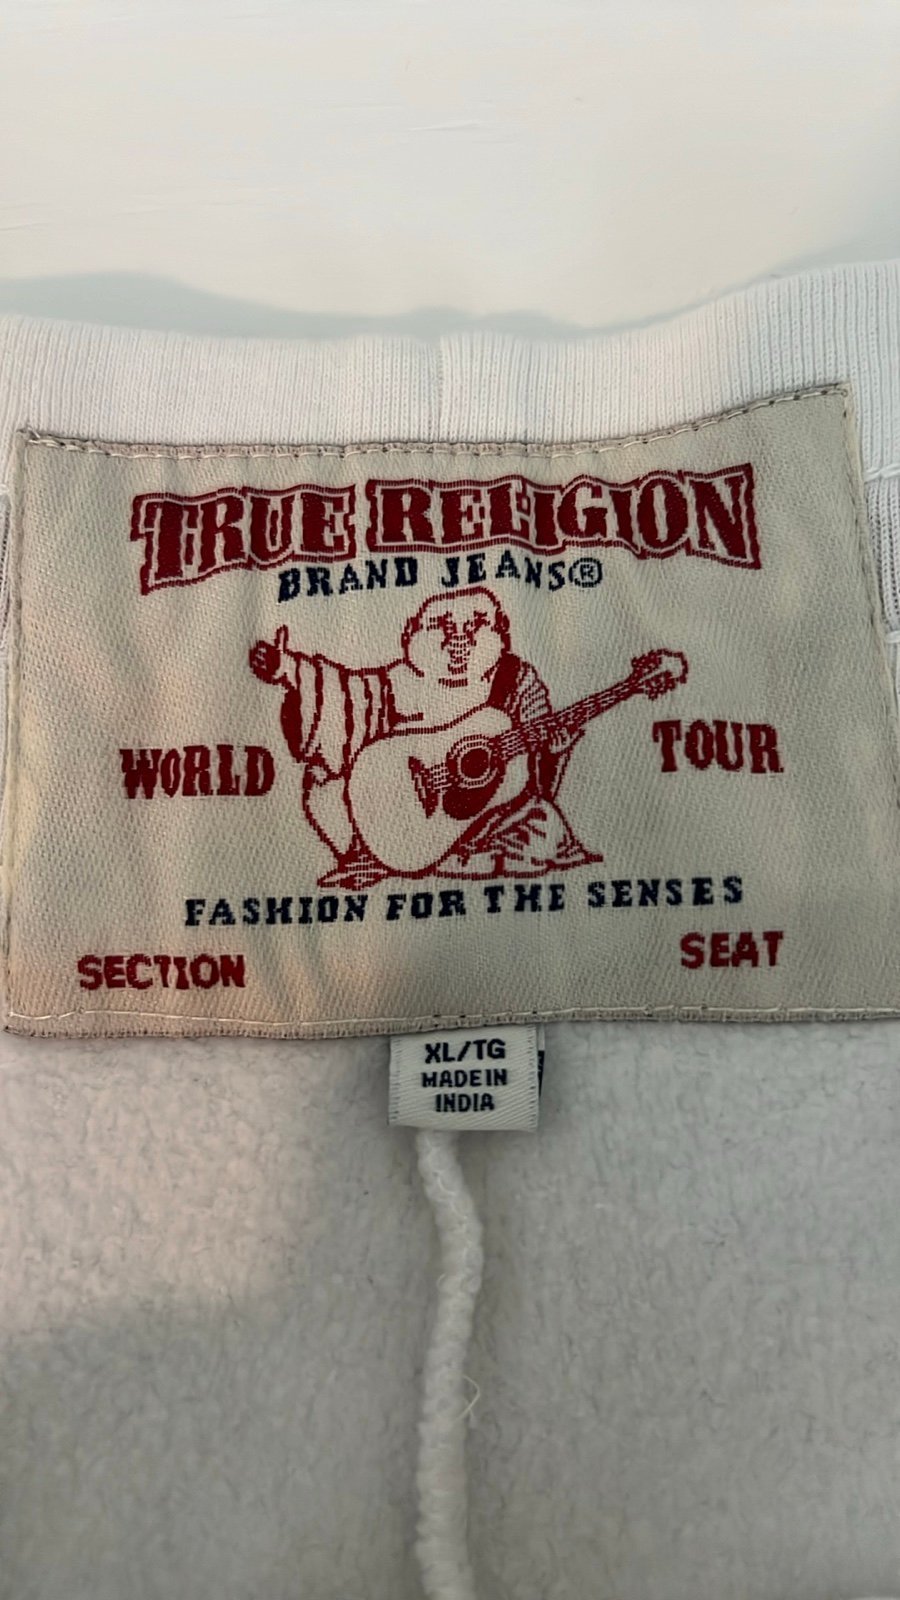 TRUE RELIGION
BRAND JEANS®
WORLD TOUR
FASHION FOR THE SENSES
SECTION SEAT
XL/TG
MADE IN
INDIA